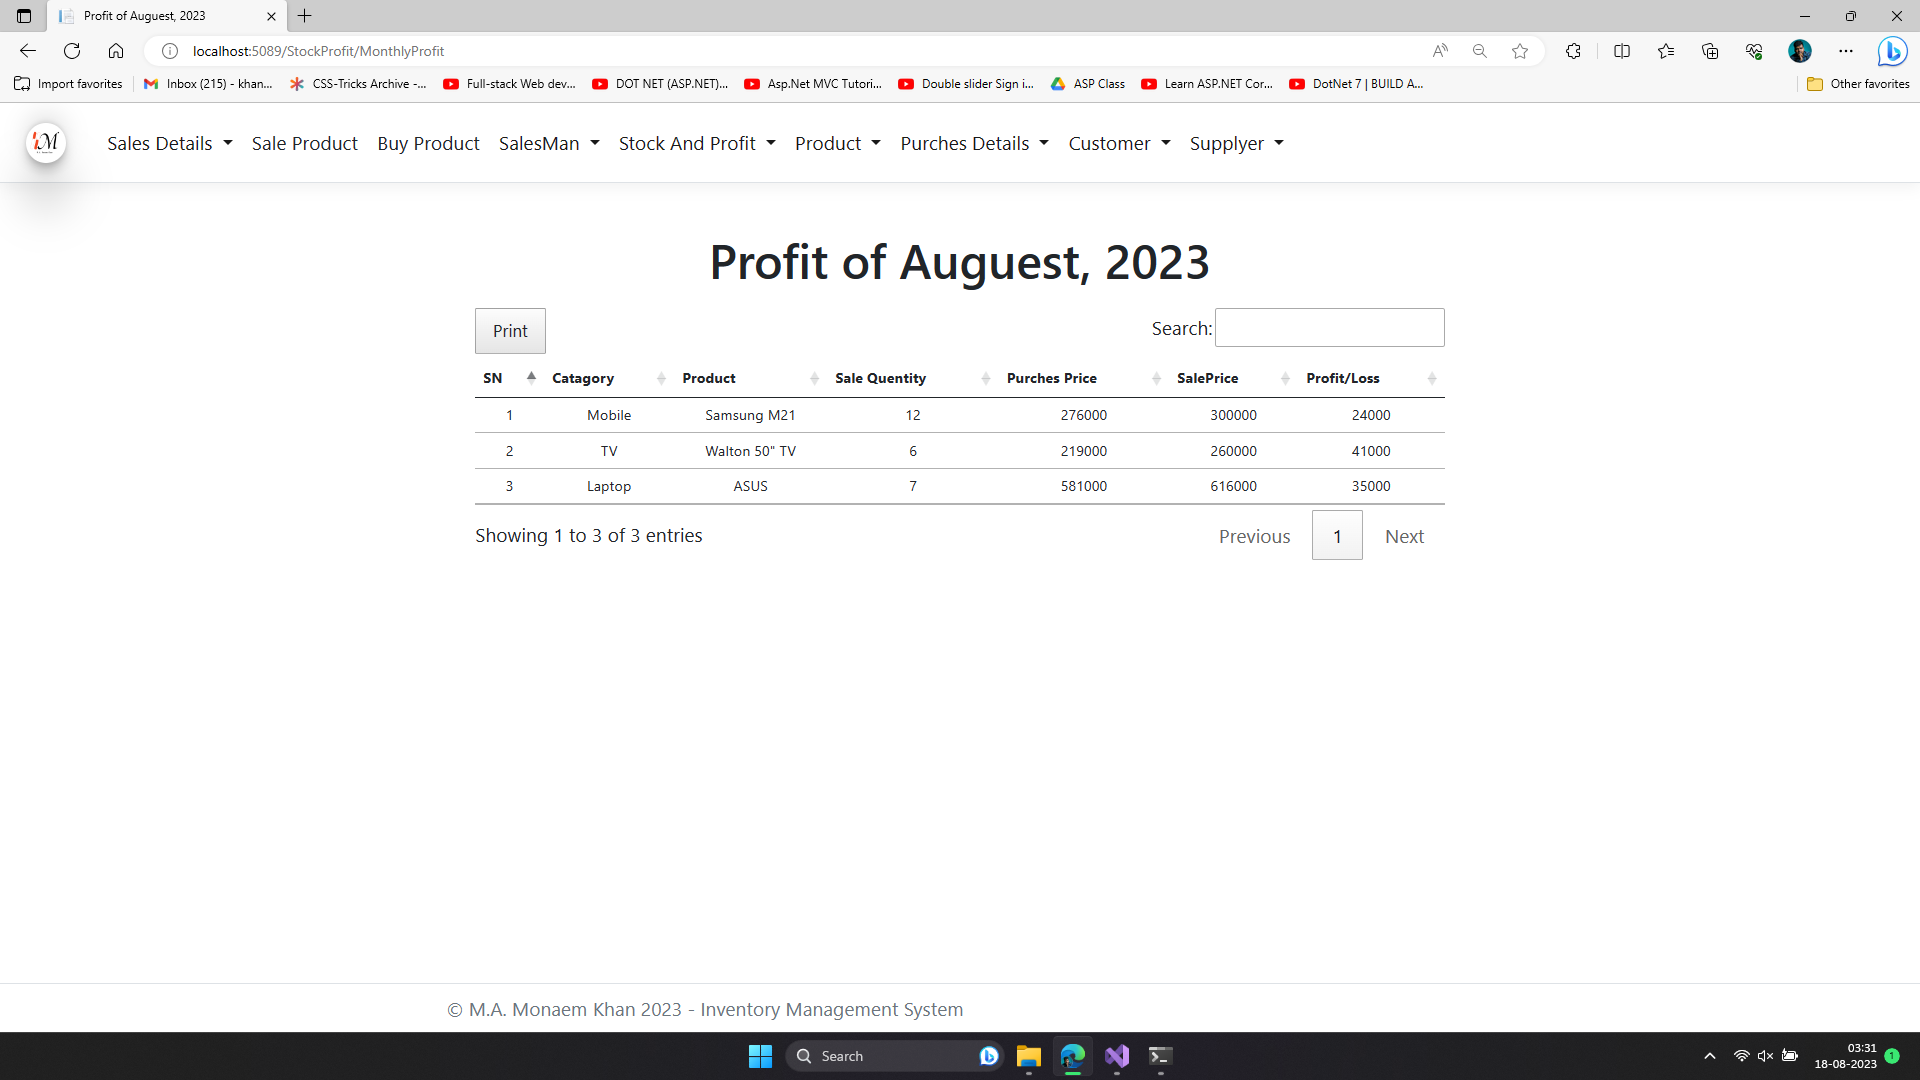 Profit of Auguest, 2023
localhost:5089/StockProfit/MonthlyProfit
Import favorites
Inbox (215) - khan...
CSS-Tricks Archive -...
Full-stack Web dev...
DOT NET (ASP.NET)...
Asp.Net MVC Tutori...
Double slider Sign i...
ASP Class
Learn ASP.NET Cor...
DotNet 7 | BUILD A...
Other favorites
Sales Details Sale Product Buy Product SalesMan Stock And Profit Product Purches Details Customer Supplyer
Profit of Auguest, 2023
Print
Search:
SN Catagory Product Sale Quentity Purches Price SalePrice Profit/Loss
1 Mobile Samsung M21 12 276000 300000 24000
2 TV Walton 50" TV 6 219000 260000 41000
3 Laptop ASUS 7 581000 616000 35000
Showing 1 to 3 of 3 entries
Previous 1 Next
© M.A. Monaem Khan 2023 - Inventory Management System
Search
03:31
18-08-2023
1